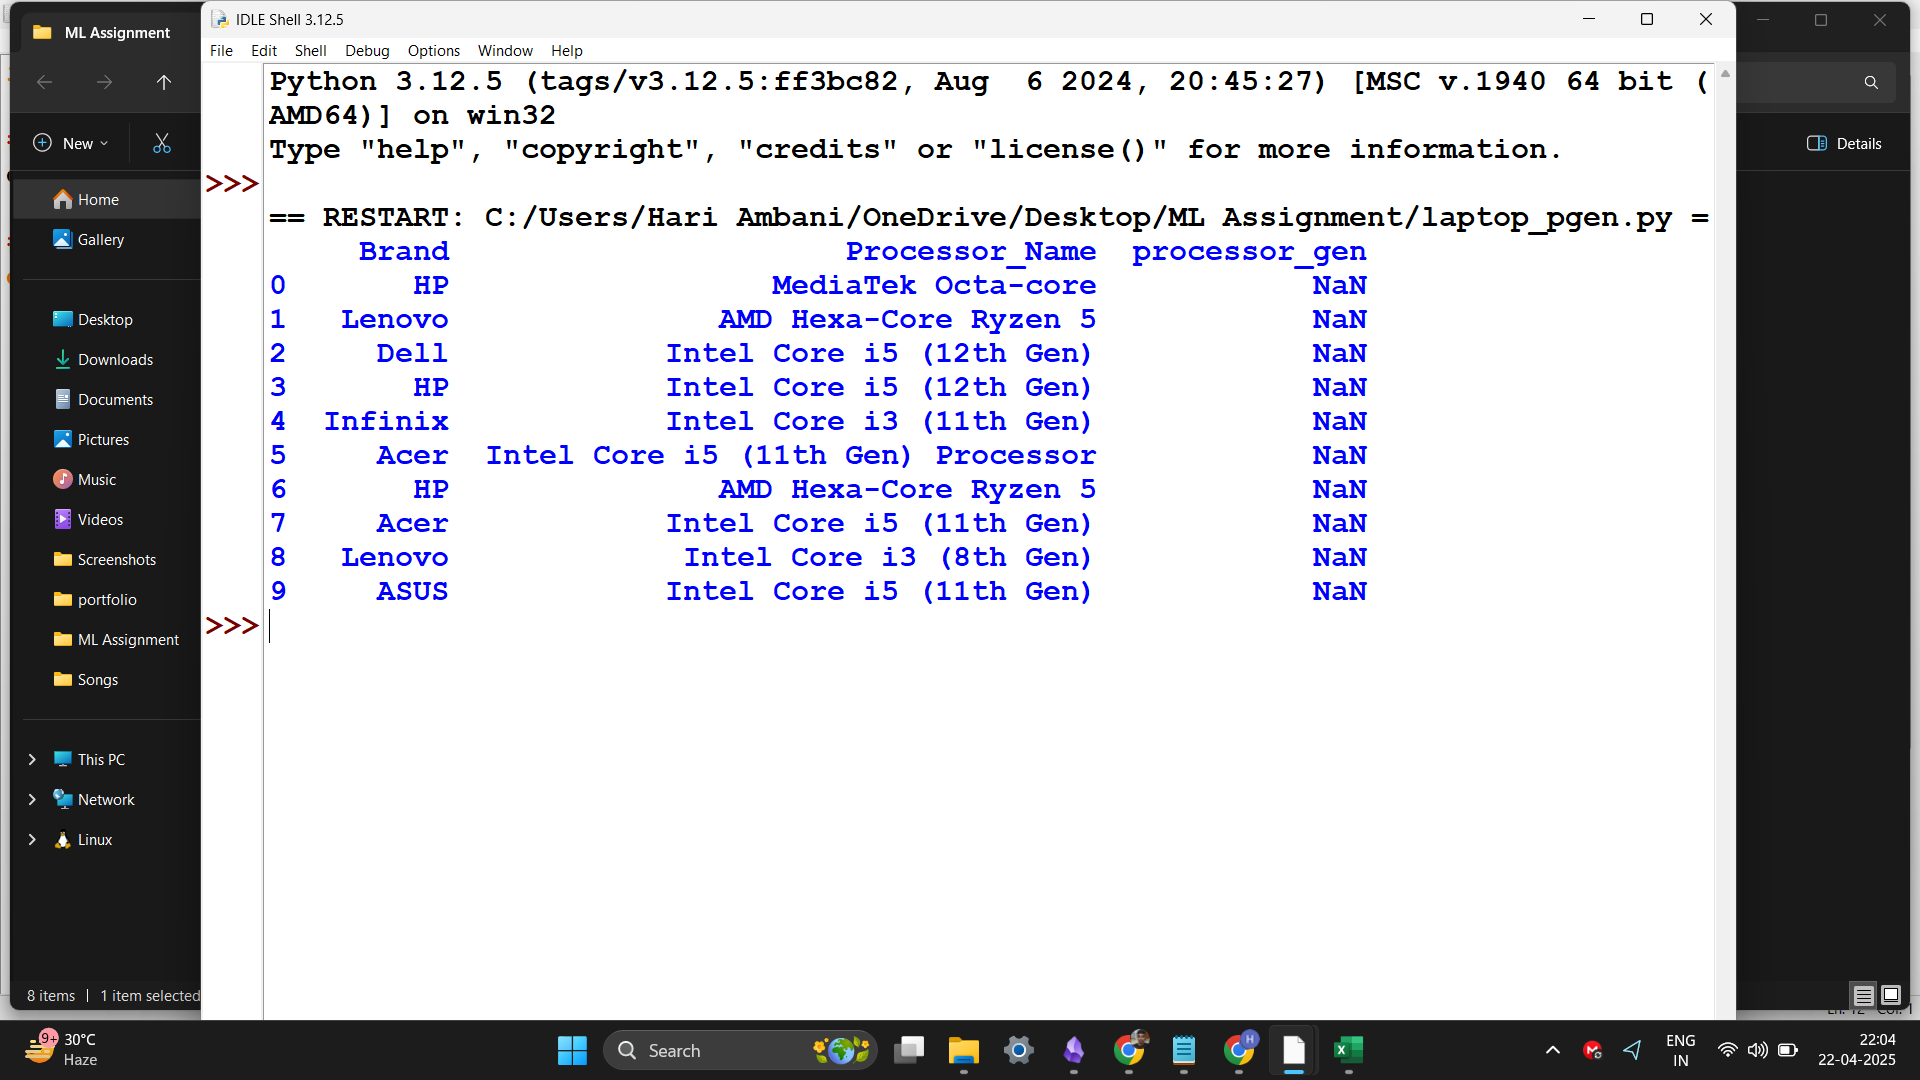 ML Assignment
IDLE Shell 3.12.5
File Edit Shell Debug Options Window Help
New
Details
Home
Gallery
Desktop
Downloads
Documents
Pictures
Music
Videos
Screenshots
portfolio
ML Assignment
Songs
This PC
Network
Linux
8 items 1 item selected
Python 3.12.5 (tags/v3.12.5:ff3bc82, Aug  6 2024, 20:45:27) [MSC v.1940 64 bit (
AMD64)] on win32
Type "help", "copyright", "credits" or "license()" for more information.
>>>
== RESTART: C:/Users/Hari Ambani/OneDrive/Desktop/ML Assignment/laptop_pgen.py =
Brand Processor_Name processor_gen
0 HP MediaTek Octa-core NaN
1 Lenovo AMD Hexa-Core Ryzen 5 NaN
2 Dell Intel Core i5 (12th Gen) NaN
3 HP Intel Core i5 (12th Gen) NaN
4 Infinix Intel Core i3 (11th Gen) NaN
5 Acer Intel Core i5 (11th Gen) Processor NaN
6 HP AMD Hexa-Core Ryzen 5 NaN
7 Acer Intel Core i5 (11th Gen) NaN
8 Lenovo Intel Core i3 (8th Gen) NaN
9 ASUS Intel Core i5 (11th Gen) NaN
>>>
9+ 30°C
Haze
Search
ENG
IN
22:04
22-04-2025